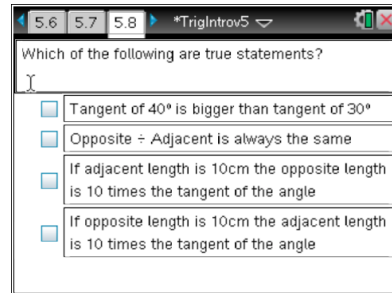 5.6 5.7 5.8 *TrigIntrov5
Which of the following are true statements?
Tangent of 40° is bigger than tangent of 30°
Opposite ÷ Adjacent is always the same
If adjacent length is 10cm the opposite length
is 10 times the tangent of the angle
If opposite length is 10cm the adjacent length
is 10 times the tangent of the angle